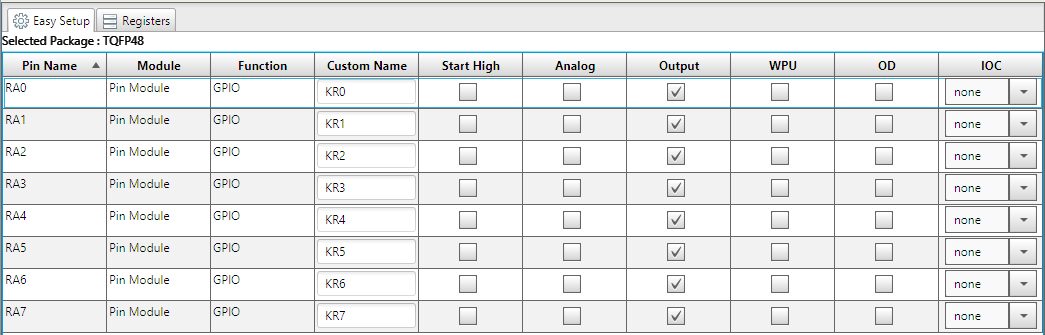 Easy Setup Registers
Selected Package : TQFP48
Pin Name Module Function Custom Name Start High Analog Output WPU OD IOC
RA0 Pin Module GPIO KR0 none
RA1 Pin Module GPIO KR1 none
RA2 Pin Module GPIO KR2 none
RA3 Pin Module GPIO KR3 none
RA4 Pin Module GPIO KR4 none
RA5 Pin Module GPIO KR5 none
RA6 Pin Module GPIO KR6 none
RA7 Pin Module GPIO KR7 none